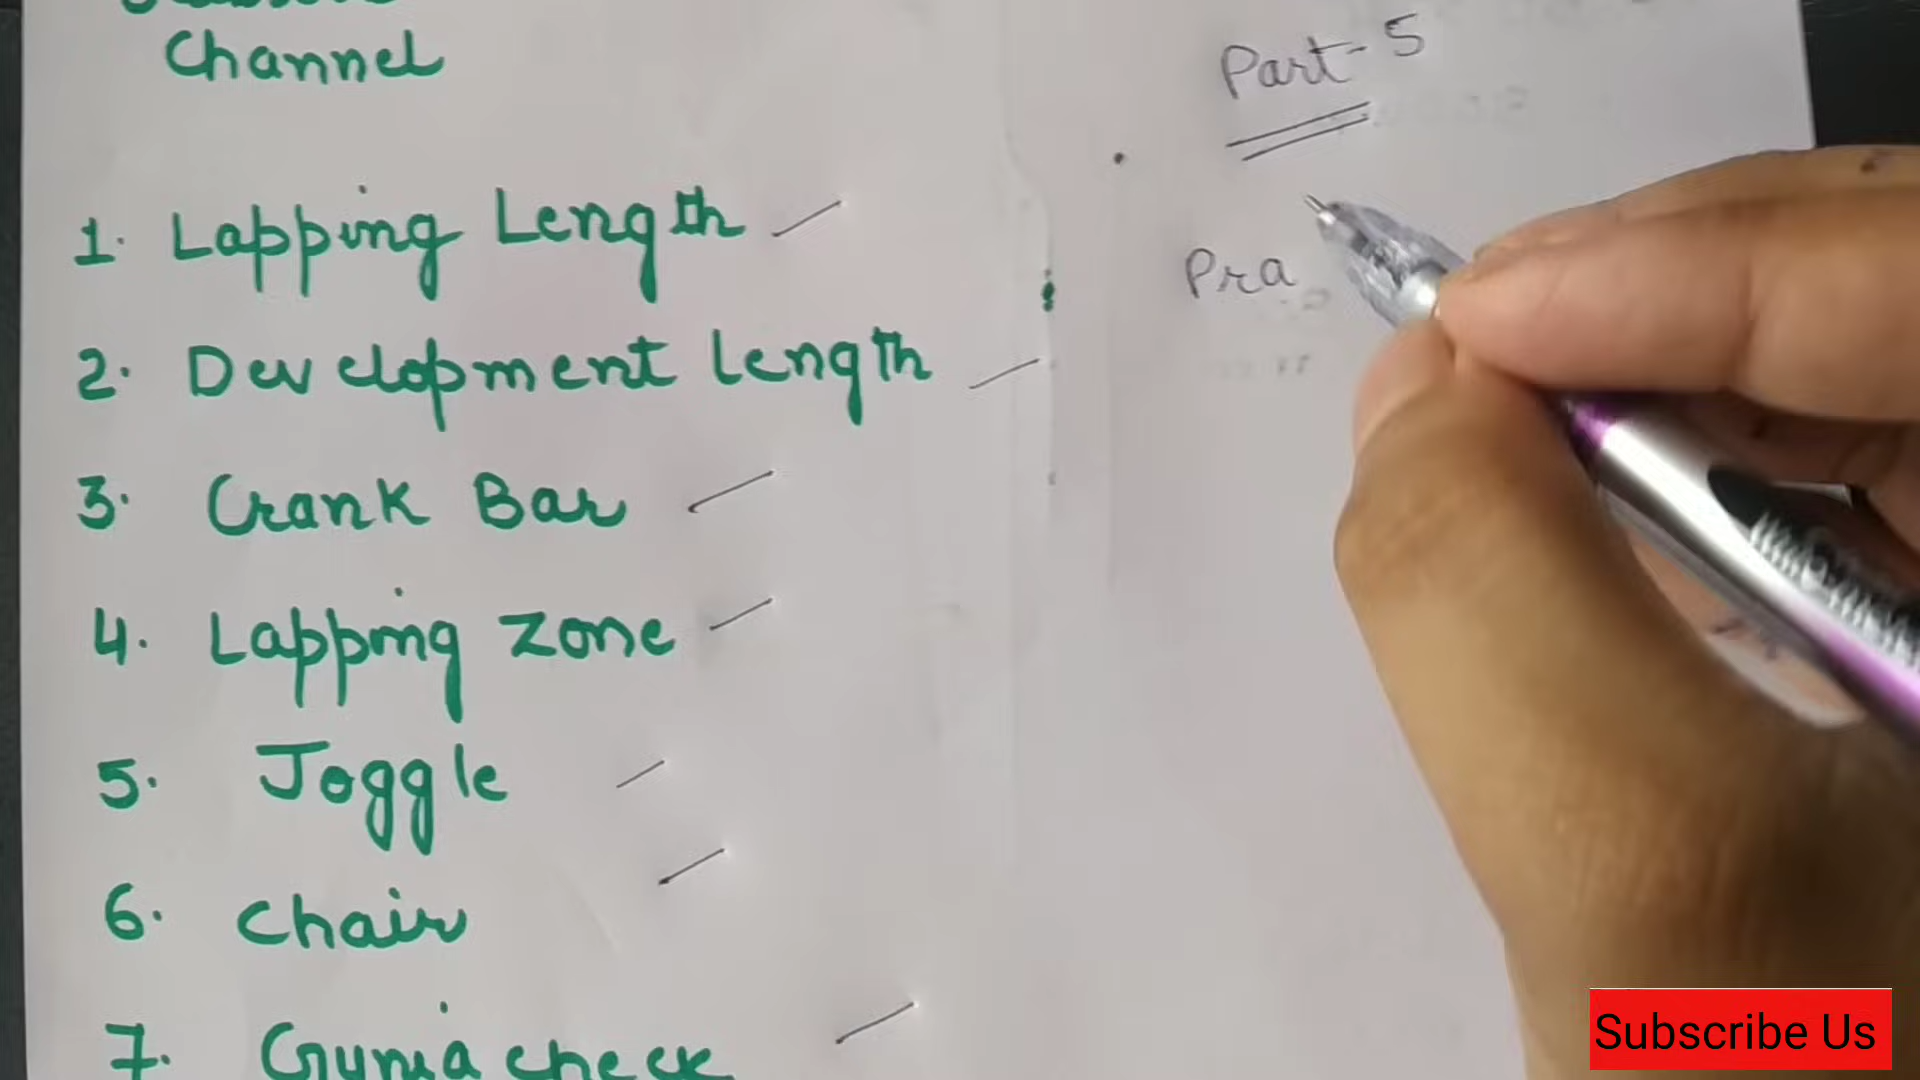 Channel
Part-5
1. Lapping Length
Pra
2. Development length
3. Crank Bar
4. Lapping zone
5. Joggle
6. Chair
7. Gunia check
Subscribe Us